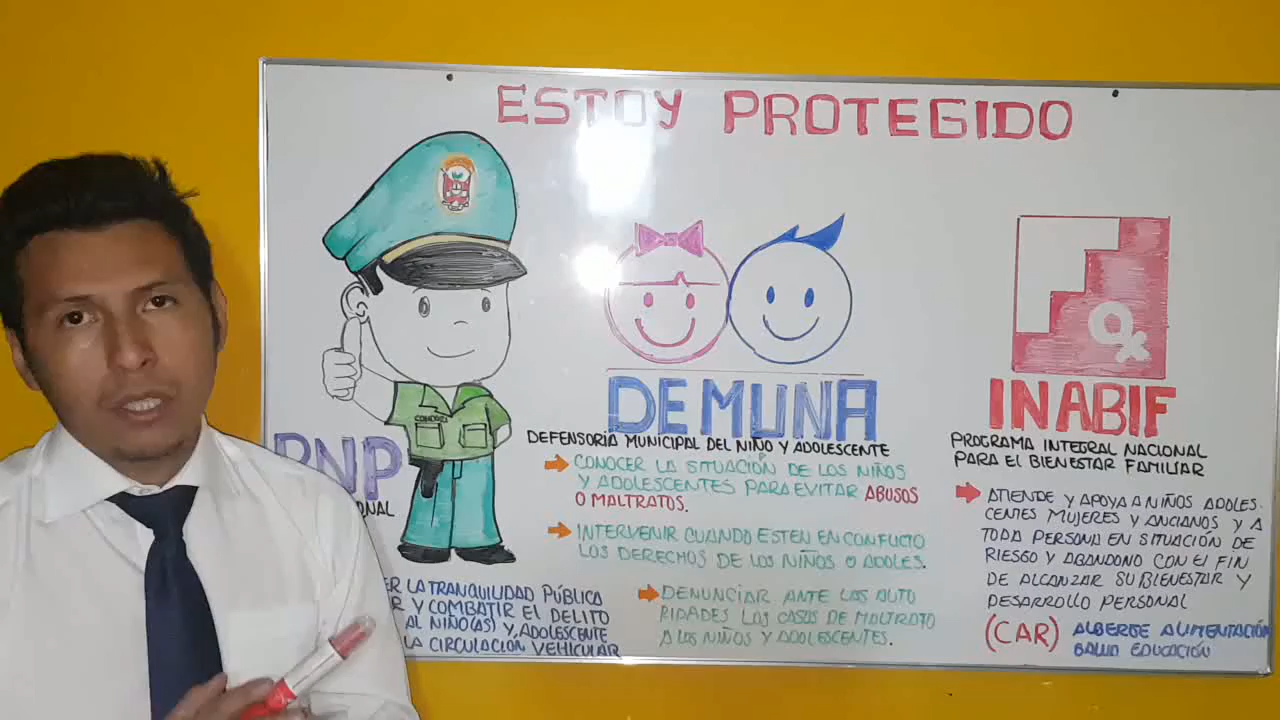 ESTOY PROTEGIDO
PNP
ONAL
ER LA TRANQUILIDAD PÚBLICA
R Y COMBATIR EL DELITO
AL NIÑO(AS) Y, ADOLESCENTE
LA CIRCULACIÓN VEHICULAR
DEMUNA
DEFENSORÍA MUNICIPAL DEL NIÑO Y ADOLESCENTE
CONOCER LA SITUACIÓN DE LOS NIÑOS
Y ADOLESCENTES PARA EVITAR ABUSOS
O MALTRATOS.
INTERVENIR CUANDO ESTEN EN CONFLICTO
LOS DERECHOS DE LOS NIÑOS O ADOLES.
DENUNCIAR ANTE LAS AUTO
RIDADES LOS CASOS DE MALTRATO
A LOS NIÑOS Y ADOLESCENTES.
INABIF
PROGRAMA INTEGRAL NACIONAL
PARA EL BIENESTAR FAMILIAR
ATIENDE Y APOYA A NIÑOS ADOLES.
CENTES MUJERES Y ANCIANOS Y A
TODA PERSONA EN SITUACIÓN DE
RIESGO Y ABANDONO CON EL FIN
DE ALCANZAR SU BIENESTAR Y
DESARROLLO PERSONAL
(CAR) ALBERGE ALIMENTACIÓN
SALUD EDUCACIÓN